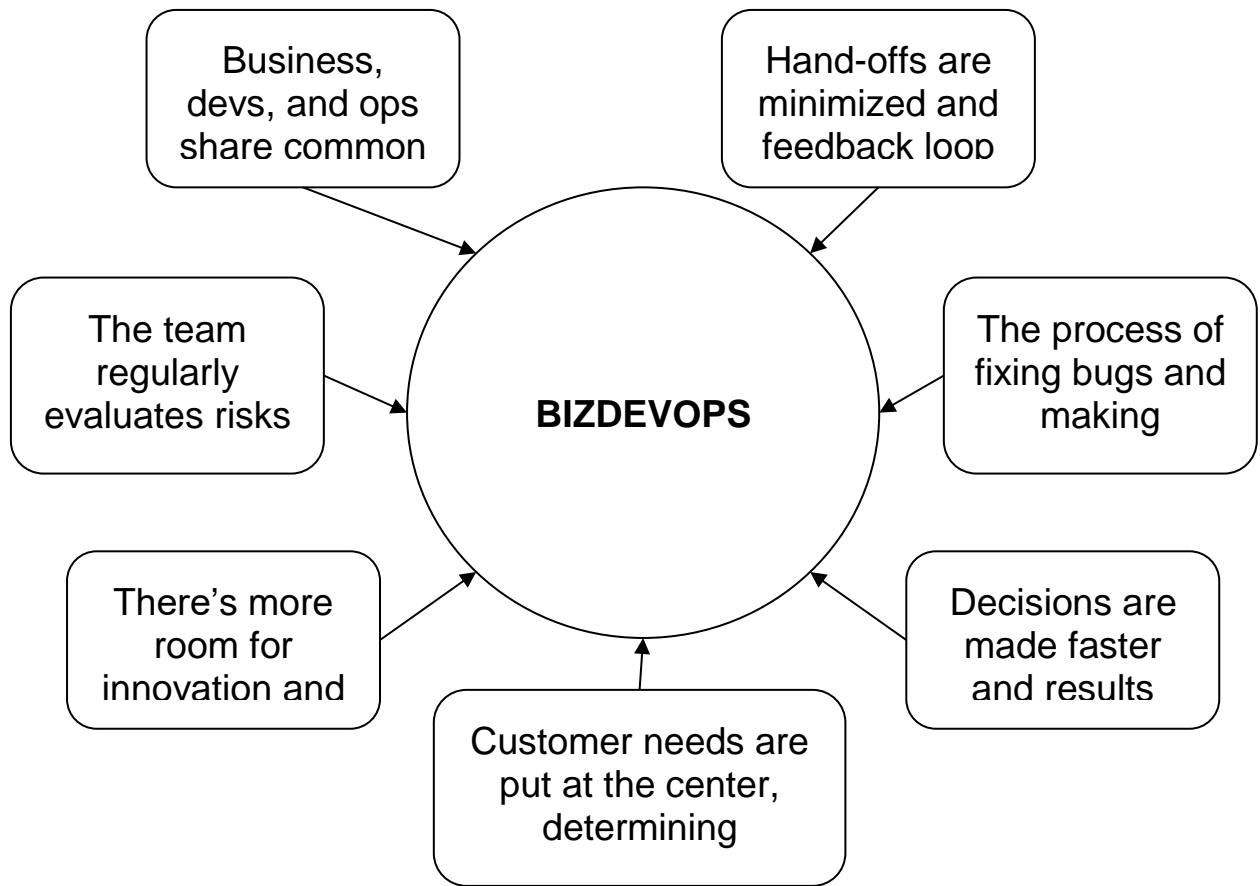 Business,
devs, and ops
share common
Hand-offs are
minimized and
feedback loop
The team
regularly
evaluates risks
BIZDEVOPS
The process of
fixing bugs and
making
There’s more
room for
innovation and
Decisions are
made faster
and results
Customer needs are
put at the center,
determining